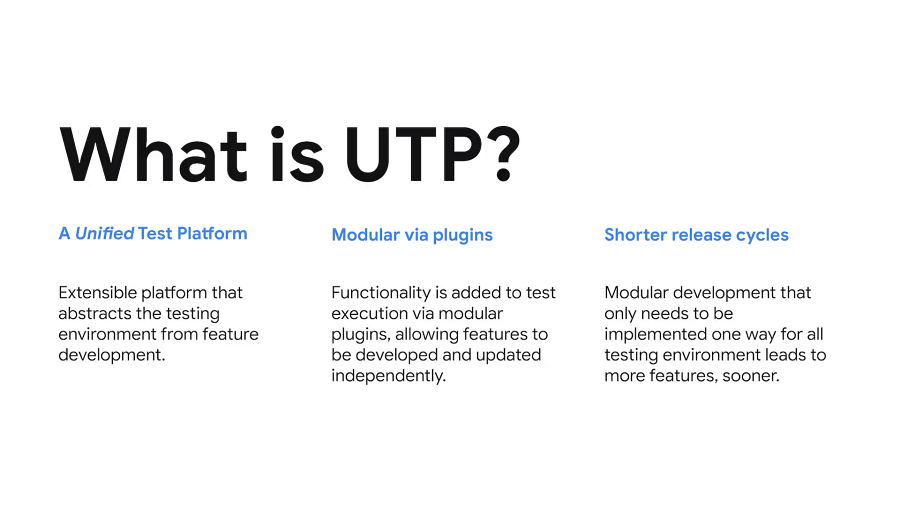 What is UTP?
A Unified Test Platform
Extensible platform that
abstracts the testing
environment from feature
development.
Modular via plugins
Functionality is added to test
execution via modular
plugins, allowing features to
be developed and updated
independently.
Shorter release cycles
Modular development that
only needs to be
implemented one way for all
testing environment leads to
more features, sooner.